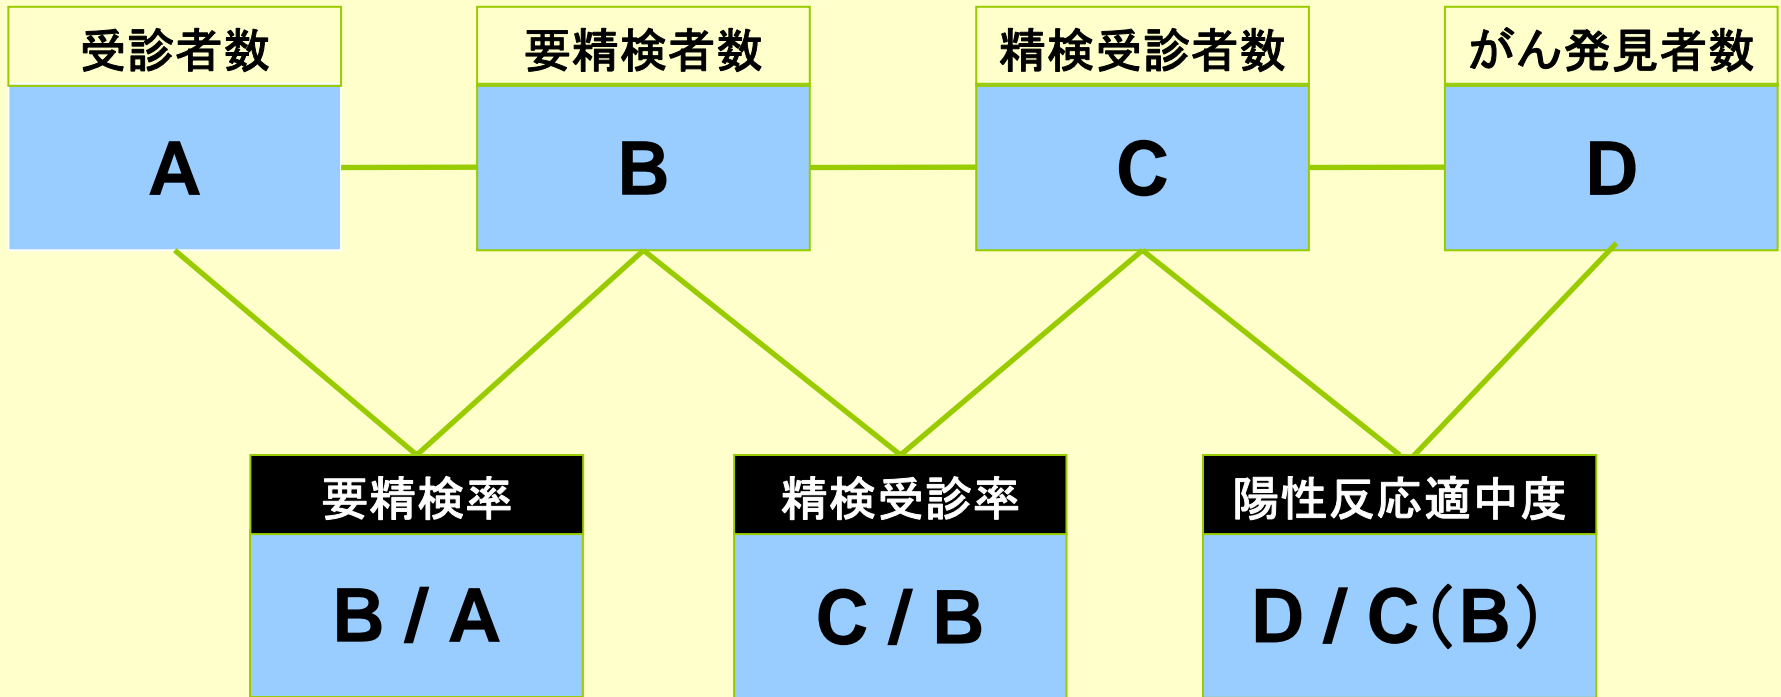 受診者数
要精検者数
精検受診者数
がん発見者数
A
B
C
D
要精検率
精検受診率
陽性反応適中度
B / A
C / B
D / C（B）